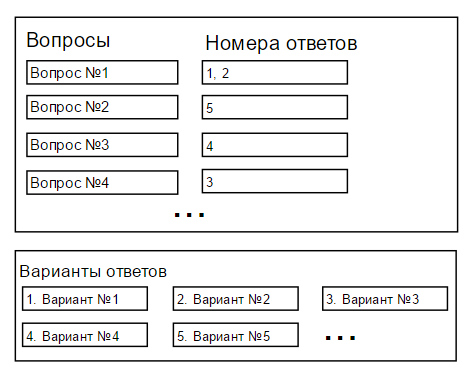 Вопросы Номера ответов
Вопрос №1 1, 2
Вопрос №2 5
Вопрос №3 4
Вопрос №4 3
...
Варианты ответов
1. Вариант №1 2. Вариант №2 3. Вариант №3
4. Вариант №4 5. Вариант №5 ...